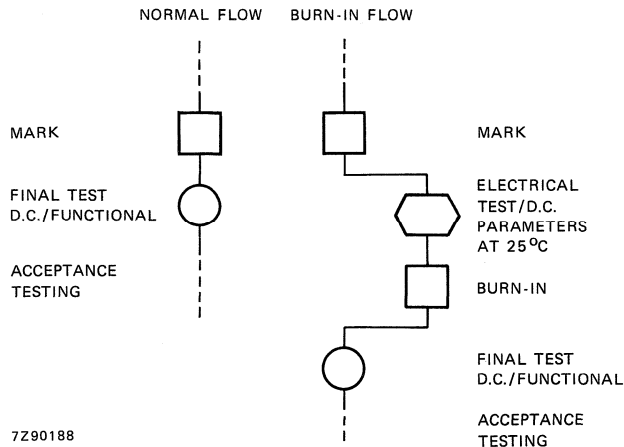 NORMAL FLOW
BURN-IN FLOW
MARK
FINAL TEST
D.C./FUNCTIONAL
ACCEPTANCE
TESTING
MARK
ELECTRICAL
TEST/D.C.
PARAMETERS
AT 25°C
BURN-IN
FINAL TEST
D.C./FUNCTIONAL
ACCEPTANCE
TESTING
7Z90188